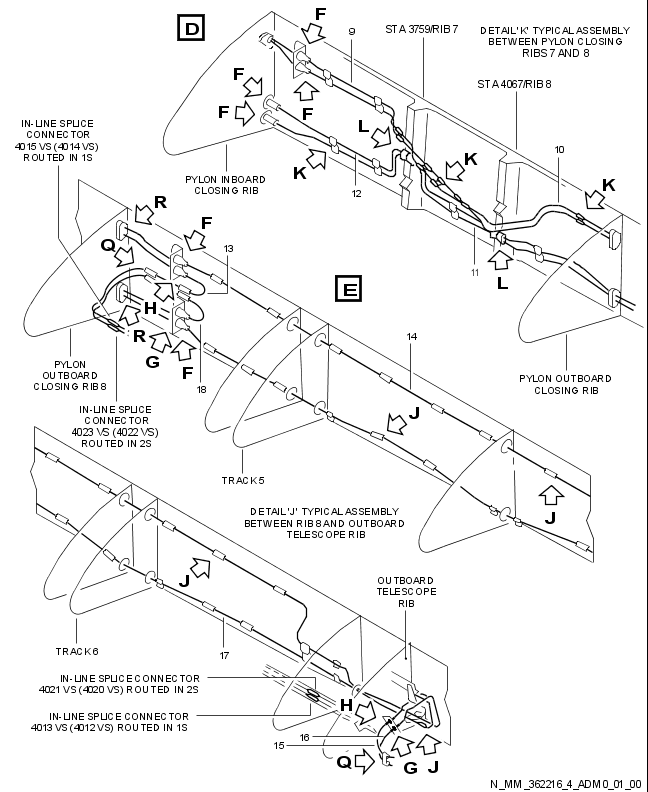 D
F
9
STA 3759/RIB 7
DETAIL 'K' TYPICAL ASSEMBLY
BETWEEN PYLON CLOSING
RIBS 7 AND 8
STA 4067/RIB 8
F
F
F
L
K
10
K
K
12
PYLON INBOARD
CLOSING RIB
IN-LINE SPLICE
CONNECTOR
4015 VS (4014 VS)
ROUTED IN 1S
R
F
Q
13
11
L
E
H
R
G
F
18
14
PYLON
OUTBOARD
CLOSING RIB 8
PYLON OUTBOARD
CLOSING RIB
IN-LINE SPLICE
CONNECTOR
4023 VS (4022 VS)
ROUTED IN 2S
J
TRACK 5
J
DETAIL 'J' TYPICAL ASSEMBLY
BETWEEN RIB 8 AND OUTBOARD
TELESCOPE RIB
J
OUTBOARD
TELESCOPE
RIB
TRACK 6
17
IN-LINE SPLICE CONNECTOR
4021 VS (4020 VS) ROUTED IN 2S
H
IN-LINE SPLICE CONNECTOR
4013 VS (4012 VS) ROUTED IN 1S
16
15
Q
G
J
N_MM_362216_4_ADM0_01_00